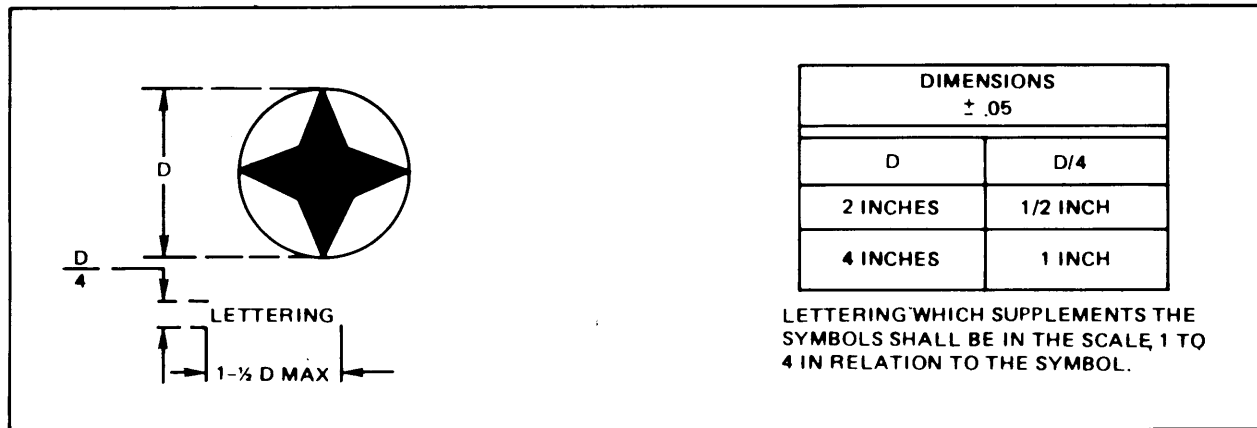 D
D
4
LETTERING
1-½ D MAX
DIMENSIONS
± .05
D D/4
2 INCHES 1/2 INCH
4 INCHES 1 INCH
LETTERING WHICH SUPPLEMENTS THE
SYMBOLS SHALL BE IN THE SCALE, 1 TO
4 IN RELATION TO THE SYMBOL.